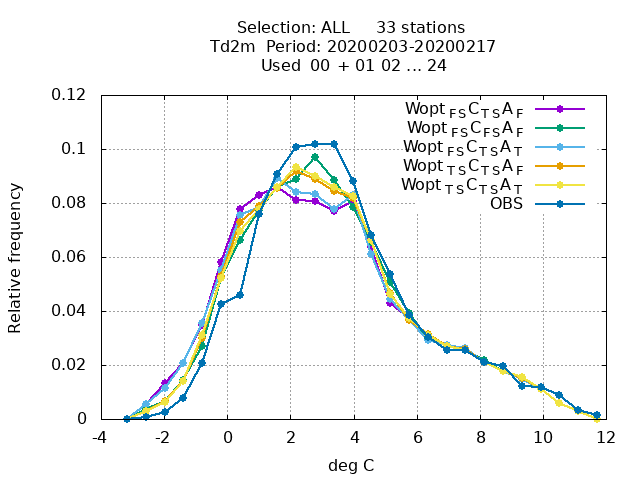 Selection: ALL 33 stations
Td2m Period: 20200203-20200217
Used 00 + 01 02 ... 24
Relative frequency
0.12
0.1
0.08
0.06
0.04
0.02
0
Wopt FS C TS A F
Wopt FS C FS A F
Wopt FS C TS A T
Wopt TS C TS A F
Wopt TS C TS A T
OBS
-4 -2 0 2 4 6 8 10 12
deg C